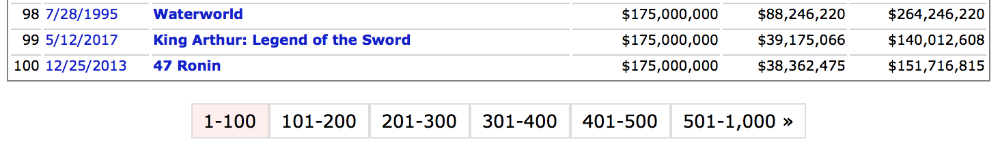 98 7/28/1995 Waterworld $175,000,000 $88,246,220 $264,246,220
99 5/12/2017 King Arthur: Legend of the Sword $175,000,000 $39,175,066 $140,012,608
100 12/25/2013 47 Ronin $175,000,000 $38,362,475 $151,716,815
1-100 101-200 201-300 301-400 401-500 501-1,000 »